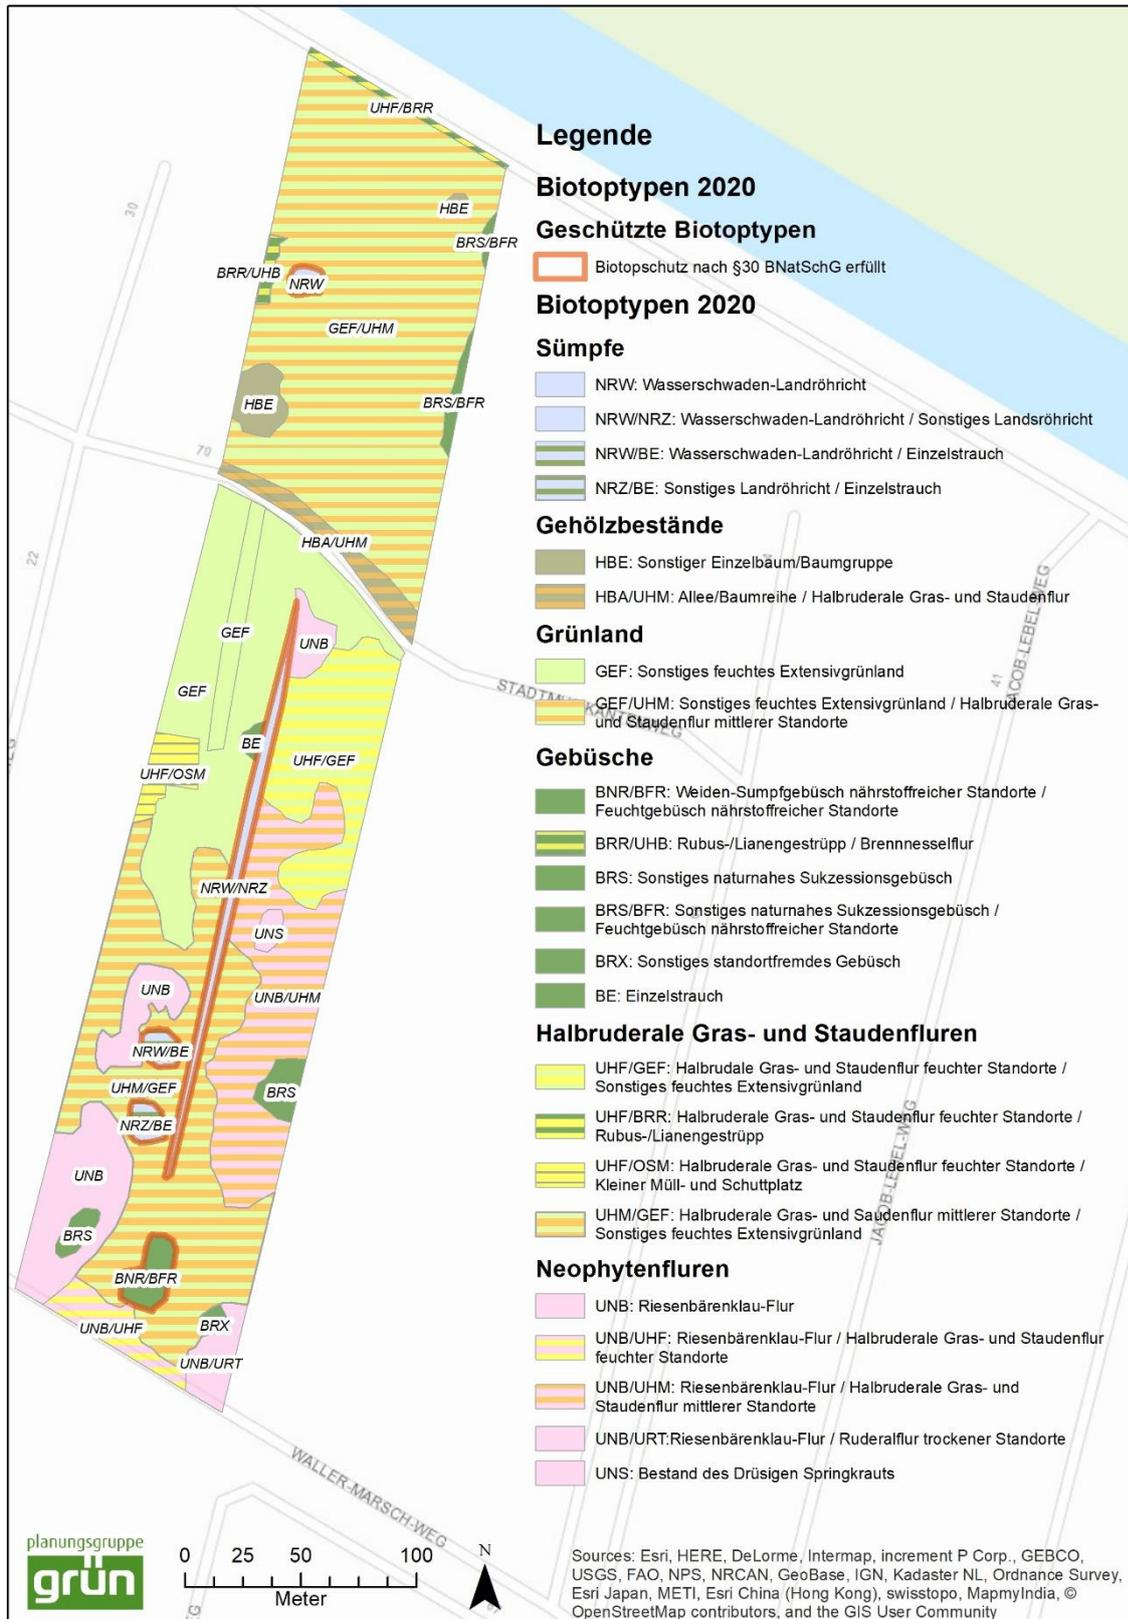 UHF/BRR
HBE
BRS/BFR
BRR/UHB
NRW
GEF/UHM
HBE
BRS/BFR
HBA/UHM
GEF
UNB
GEF
BE
UHF/GEF
UHF/OSM
NRW/NRZ
UNS
UNB
UNB/UHM
NRW/BE
UHM/GEF
BRS
NRZ/BE
UNB
BRS
BNR/BFR
UNB/UHF
BRX
UNB/URT
30
70
22
41
STADTMU
KANTENWEG
JACOB-LEBEL-WEG
JACOB-LEBEL-WEG
WALLER-MARSCH-WEG
Legende
Biotoptypen 2020
Geschützte Biotoptypen
Biotopschutz nach §30 BNatSchG erfüllt
Biotoptypen 2020
Sümpfe
NRW: Wasserschwaden-Landröhricht
NRW/NRZ: Wasserschwaden-Landröhricht / Sonstiges Landsröhricht
NRW/BE: Wasserschwaden-Landröhricht / Einzelstrauch
NRZ/BE: Sonstiges Landröhricht / Einzelstrauch
Gehölzbestände
HBE: Sonstiger Einzelbaum/Baumgruppe
HBA/UHM: Allee/Baumreihe / Halbruderale Gras- und Staudenflur
Grünland
GEF: Sonstiges feuchtes Extensivgrünland
GEF/UHM: Sonstiges feuchtes Extensivgrünland / Halbruderale Gras-
und Staudenflur mittlerer Standorte
Gebüsche
BNR/BFR: Weiden-Sumpfgebüsch nährstoffreicher Standorte /
Feuchtgebüsch nährstoffreicher Standorte
BRR/UHB: Rubus-/Lianengestrüpp / Brennnesselflur
BRS: Sonstiges naturnahes Sukzessionsgebüsch
BRS/BFR: Sonstiges naturnahes Sukzessionsgebüsch /
Feuchtgebüsch nährstoffreicher Standorte
BRX: Sonstiges standortfremdes Gebüsch
BE: Einzelstrauch
Halbruderale Gras- und Staudenfluren
UHF/GEF: Halbrudale Gras- und Staudenflur feuchter Standorte /
Sonstiges feuchtes Extensivgrünland
UHF/BRR: Halbruderale Gras- und Staudenflur feuchter Standorte /
Rubus-/Lianengestrüpp
UHF/OSM: Halbruderale Gras- und Staudenflur feuchter Standorte /
Kleiner Müll- und Schuttplatz
UHM/GEF: Halbruderale Gras- und Saudenflur mittlerer Standorte /
Sonstiges feuchtes Extensivgrünland
Neophytenfluren
UNB: Riesenbärenklau-Flur
UNB/UHF: Riesenbärenklau-Flur / Halbruderale Gras- und Staudenflur
feuchter Standorte
UNB/UHM: Riesenbärenklau-Flur / Halbruderale Gras- und
Staudenflur mittlerer Standorte
UNB/URT:Riesenbärenklau-Flur / Ruderalflur trockener Standorte
UNS: Bestand des Drüsigen Springkrauts
planungsgruppe
grün
0 25 50 100
Meter
N
Sources: Esri, HERE, DeLorme, Intermap, increment P Corp., GEBCO,
USGS, FAO, NPS, NRCAN, GeoBase, IGN, Kadaster NL, Ordnance Survey,
Esri Japan, METI, Esri China (Hong Kong), swisstopo, MapmyIndia, ©
OpenStreetMap contributors, and the GIS User Community